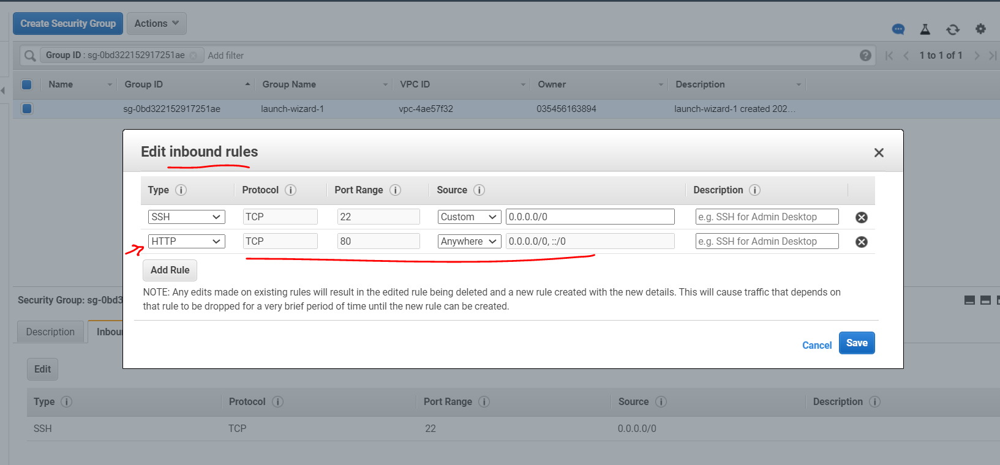 Create Security Group Actions
Group ID : sg-0bd322152917251ae Add filter 1 to 1 of 1
Name Group ID Group Name VPC ID Owner Description
sg-0bd322152917251ae launch-wizard-1 vpc-4ae57f32 035456163894 launch-wizard-1 created 202...
Edit inbound rules
Type Protocol Port Range Source Description
SSH TCP 22 Custom 0.0.0.0/0 e.g. SSH for Admin Desktop
HTTP TCP 80 Anywhere 0.0.0.0/0, ::/0 e.g. SSH for Admin Desktop
Add Rule
NOTE: Any edits made on existing rules will result in the edited rule being deleted and a new rule created with the new details. This will cause traffic that depends on
that rule to be dropped for a very brief period of time until the new rule can be created.
Security Group: sg-0bd3
Description Inbou
Cancel Save
Edit
Type Protocol Port Range Source Description
SSH TCP 22 0.0.0.0/0